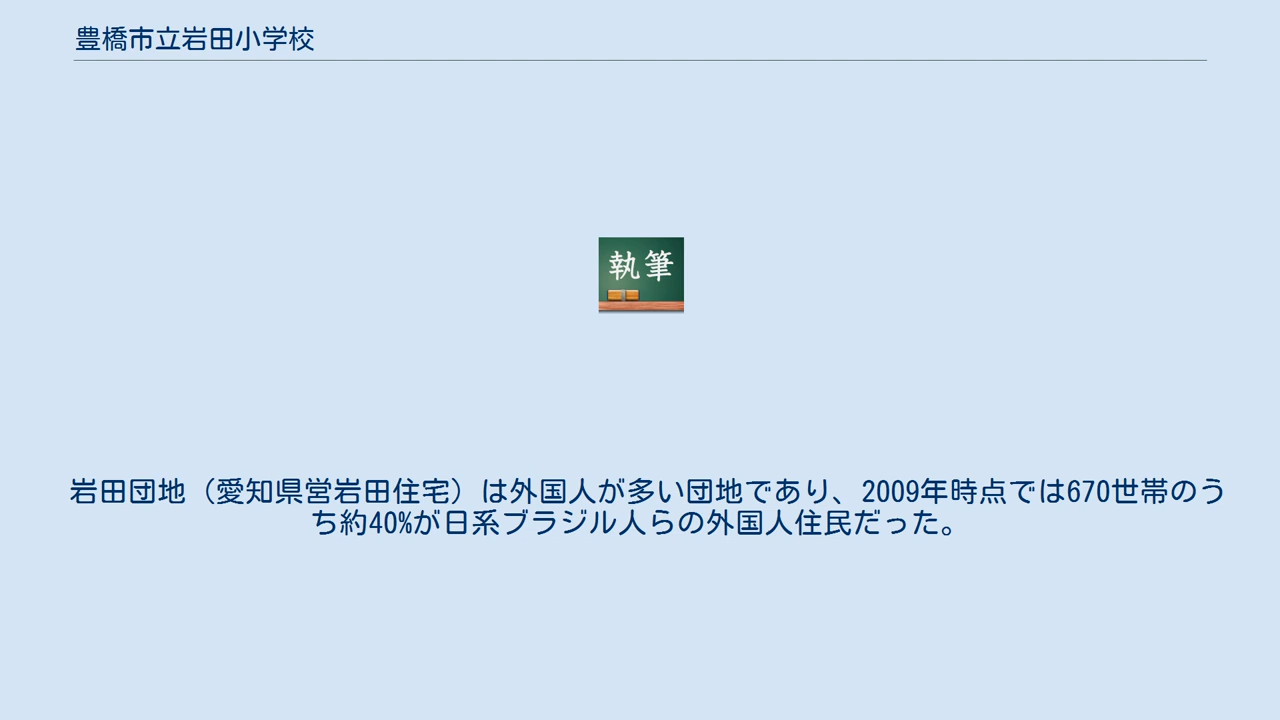 豊橋市立岩田小学校
執筆
岩田団地（愛知県営岩田住宅）は外国人が多い団地であり、2009年時点では670世帯のう
ち約40%が日系ブラジル人らの外国人住民だった。